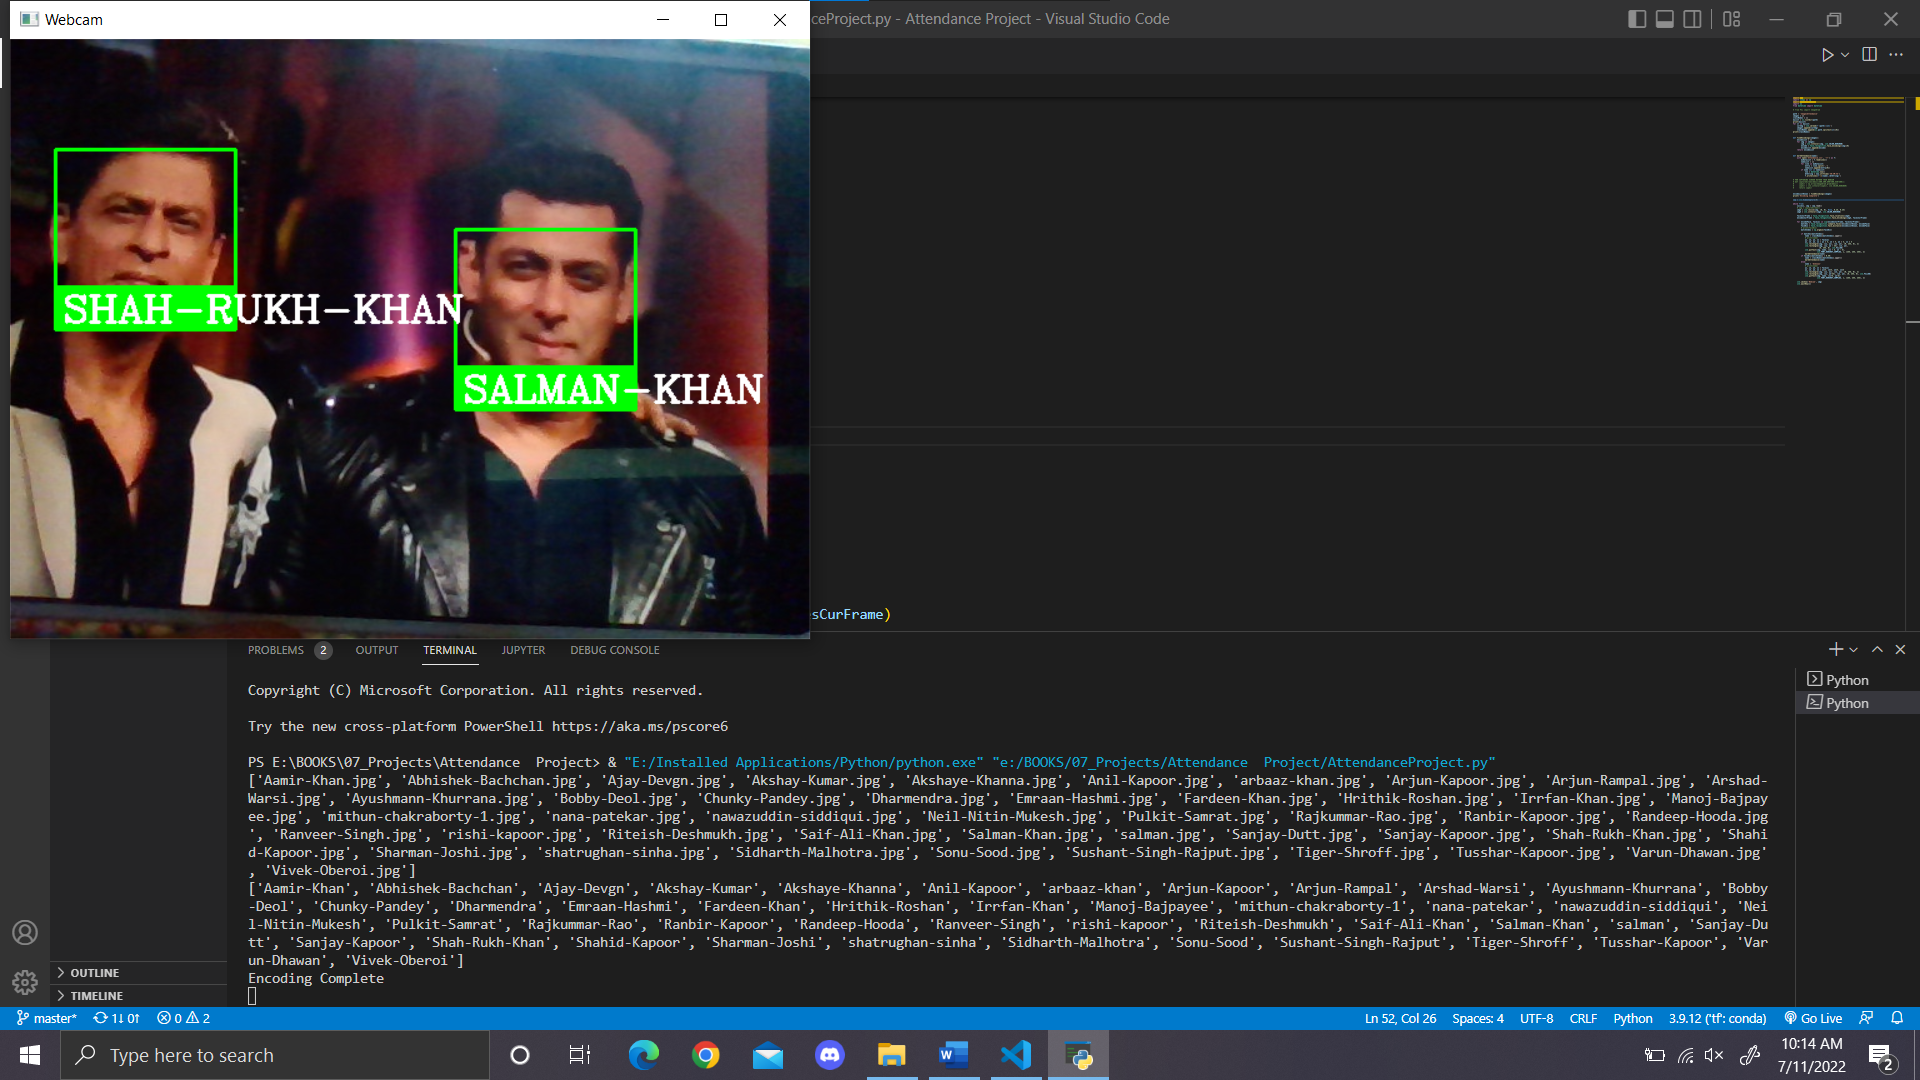 Webcam
ceProject.py - Attendance Project - Visual Studio Code
SHAH-RUKH-KHAN
SALMAN-KHAN
sCurFrame)
PROBLEMS 2 OUTPUT TERMINAL JUPYTER DEBUG CONSOLE
Copyright (C) Microsoft Corporation. All rights reserved.
Try the new cross-platform PowerShell https://aka.ms/pscore6
PS E:\BOOKS\07_Projects\Attendance  Project> & "E:/Installed Applications/Python/python.exe" "e:/BOOKS/07_Projects/Attendance  Project/AttendanceProject.py"
['Aamir-Khan.jpg', 'Abhishek-Bachchan.jpg', 'Ajay-Devgn.jpg', 'Akshay-Kumar.jpg', 'Akshaye-Khanna.jpg', 'Anil-Kapoor.jpg', 'arbaaz-khan.jpg', 'Arjun-Kapoor.jpg', 'Arjun-Rampal.jpg', 'Arshad-
Warsi.jpg', 'Ayushmann-Khurrana.jpg', 'Bobby-Deol.jpg', 'Chunky-Pandey.jpg', 'Dharmendra.jpg', 'Emraan-Hashmi.jpg', 'Fardeen-Khan.jpg', 'Hrithik-Roshan.jpg', 'Irrfan-Khan.jpg', 'Manoj-Bajpay
ee.jpg', 'mithun-chakraborty-1.jpg', 'nana-patekar.jpg', 'nawazuddin-siddiqui.jpg', 'Neil-Nitin-Mukesh.jpg', 'Pulkit-Samrat.jpg', 'Rajkummar-Rao.jpg', 'Ranbir-Kapoor.jpg', 'Randeep-Hooda.jpg
', 'Ranveer-Singh.jpg', 'rishi-kapoor.jpg', 'Riteish-Deshmukh.jpg', 'Saif-Ali-Khan.jpg', 'Salman-Khan.jpg', 'salman.jpg', 'Sanjay-Dutt.jpg', 'Sanjay-Kapoor.jpg', 'Shah-Rukh-Khan.jpg', 'Shahi
d-Kapoor.jpg', 'Sharman-Joshi.jpg', 'shatrughan-sinha.jpg', 'Sidharth-Malhotra.jpg', 'Sonu-Sood.jpg', 'Sushant-Singh-Rajput.jpg', 'Tiger-Shroff.jpg', 'Tusshar-Kapoor.jpg', 'Varun-Dhawan.jpg'
, 'Vivek-Oberoi.jpg']
['Aamir-Khan', 'Abhishek-Bachchan', 'Ajay-Devgn', 'Akshay-Kumar', 'Akshaye-Khanna', 'Anil-Kapoor', 'arbaaz-khan', 'Arjun-Kapoor', 'Arjun-Rampal', 'Arshad-Warsi', 'Ayushmann-Khurrana', 'Bobby
-Deol', 'Chunky-Pandey', 'Dharmendra', 'Emraan-Hashmi', 'Fardeen-Khan', 'Hrithik-Roshan', 'Irrfan-Khan', 'Manoj-Bajpayee', 'mithun-chakraborty-1', 'nana-patekar', 'nawazuddin-siddiqui', 'Nei
l-Nitin-Mukesh', 'Pulkit-Samrat', 'Rajkummar-Rao', 'Ranbir-Kapoor', 'Randeep-Hooda', 'Ranveer-Singh', 'rishi-kapoor', 'Riteish-Deshmukh', 'Saif-Ali-Khan', 'Salman-Khan', 'salman', 'Sanjay-Du
tt', 'Sanjay-Kapoor', 'Shah-Rukh-Khan', 'Shahid-Kapoor', 'Sharman-Joshi', 'shatrughan-sinha', 'Sidharth-Malhotra', 'Sonu-Sood', 'Sushant-Singh-Rajput', 'Tiger-Shroff', 'Tusshar-Kapoor', 'Var
un-Dhawan', 'Vivek-Oberoi']
Encoding Complete
Python
Python
OUTLINE
TIMELINE
master* 1↓ 0↑ 0 2
Ln 52, Col 26 Spaces: 4 UTF-8 CRLF Python 3.9.12 ('tf': conda) Go Live
Type here to search
10:14 AM
7/11/2022
2